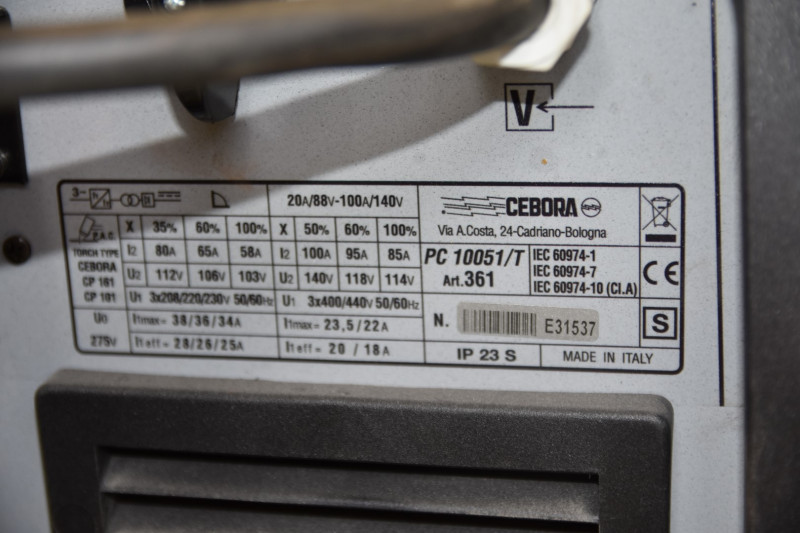 V
3~
20A/88V-100A/140V
CEBORA
Via A.Costa, 24-Cadriano-Bologna
P.A.C.
TORCH TYPE
CEBORA
CP 161
CP 101
X 35% 60% 100% X 50% 60% 100%
I2 80A 65A 58A I2 100A 95A 85A
U2 112V 106V 103V U2 140V 118V 114V
U1 3x208/220/230V 50/60Hz U1 3x400/440V 50/60Hz
U0 I1max= 38/36/34A I1max= 23,5/22A
275V I1eff= 28/26/25A I1eff= 20 / 18A
PC 10051/T
Art.361
IEC 60974-1
IEC 60974-7
IEC 60974-10 (Cl.A)
CE
N. E31537
S
IP 23 S
MADE IN ITALY